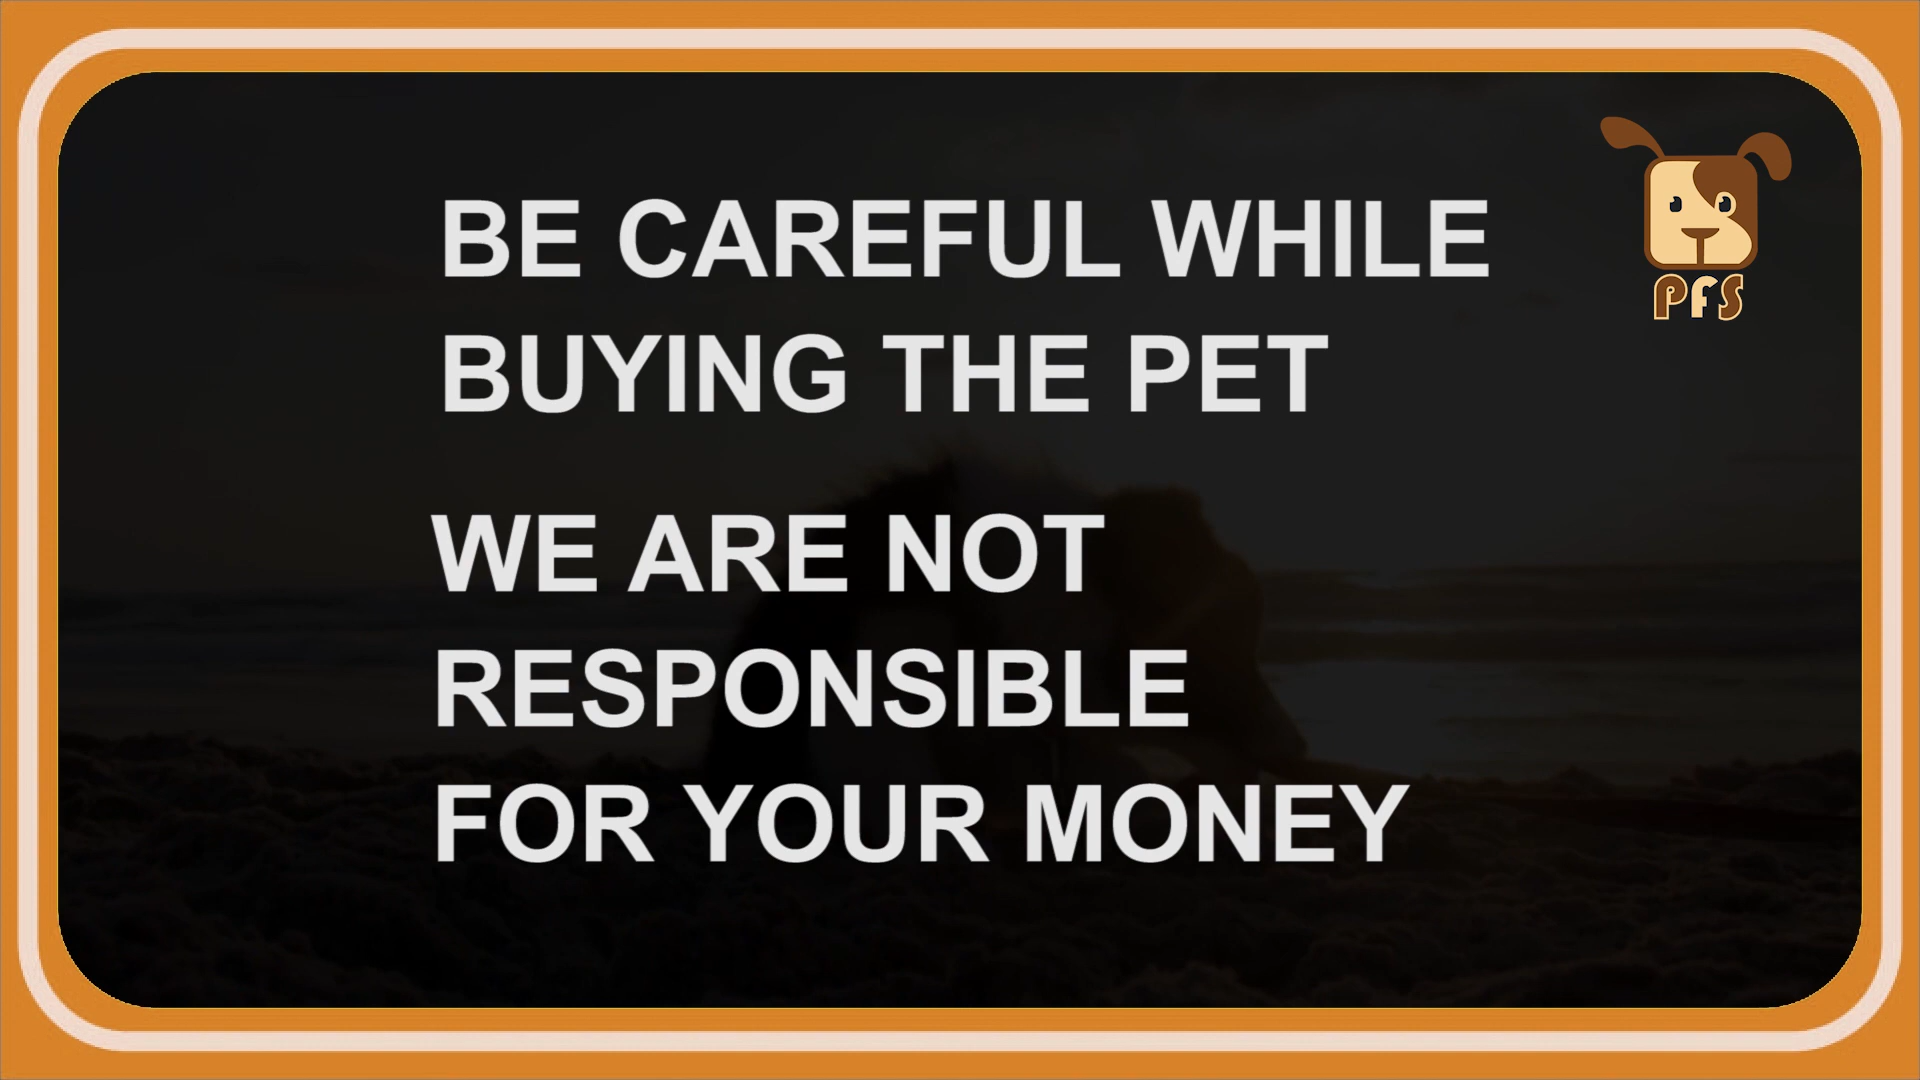 BE CAREFUL WHILE
BUYING THE PET
WE ARE NOT
RESPONSIBLE
FOR YOUR MONEY
PFS